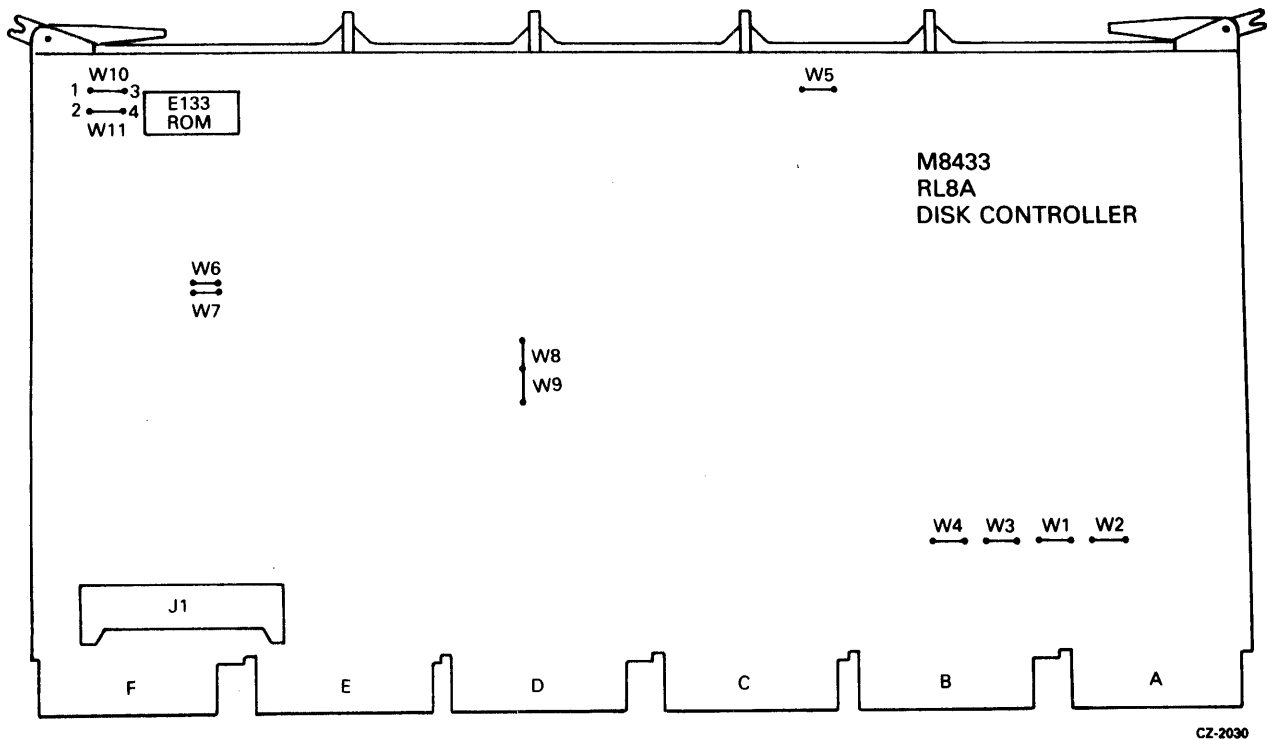 W10
1 3
E133
ROM
2 4
W11
W5
M8433
RL8A
DISK CONTROLLER
W6
W7
W8
W9
W4 W3 W1 W2
J1
F E D C B A
CZ-2030